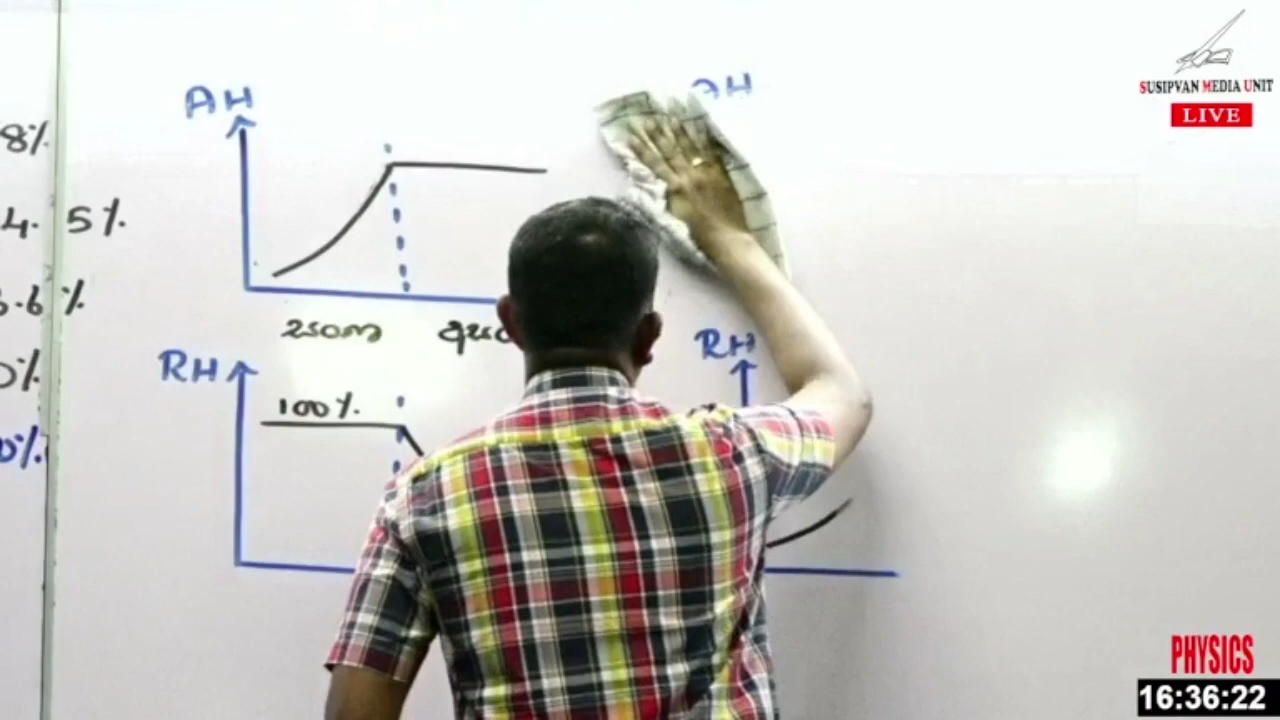 SUSIPVAN MEDIA UNIT
LIVE
AH
AH
8%
4.5%
6%
0%
0%
RH
RH
100%
PHYSICS
16:36:22